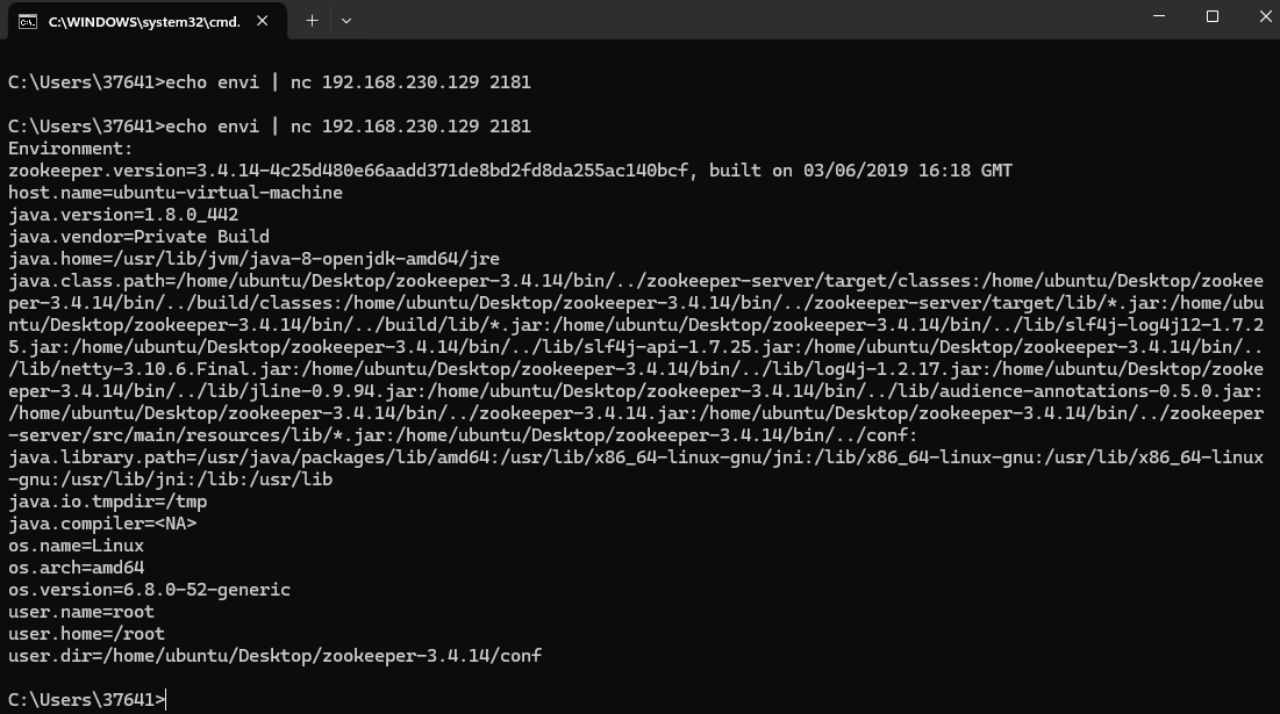 C:\WINDOWS\system32\cmd.
C:\Users\37641>echo envi | nc 192.168.230.129 2181
C:\Users\37641>echo envi | nc 192.168.230.129 2181
Environment:
zookeeper.version=3.4.14-4c25d480e66aadd371de8bd2fd8da255ac140bcf, built on 03/06/2019 16:18 GMT
host.name=ubuntu-virtual-machine
java.version=1.8.0_442
java.vendor=Private Build
java.home=/usr/lib/jvm/java-8-openjdk-amd64/jre
java.class.path=/home/ubuntu/Desktop/zookeeper-3.4.14/bin/../zookeeper-server/target/classes:/home/ubuntu/Desktop/zookee
per-3.4.14/bin/../build/classes:/home/ubuntu/Desktop/zookeeper-3.4.14/bin/../zookeeper-server/target/lib/*.jar:/home/ubu
ntu/Desktop/zookeeper-3.4.14/bin/../build/lib/*.jar:/home/ubuntu/Desktop/zookeeper-3.4.14/bin/../lib/slf4j-log4j12-1.7.2
5.jar:/home/ubuntu/Desktop/zookeeper-3.4.14/bin/../lib/slf4j-api-1.7.25.jar:/home/ubuntu/Desktop/zookeeper-3.4.14/bin/..
/lib/netty-3.10.6.Final.jar:/home/ubuntu/Desktop/zookeeper-3.4.14/bin/../lib/log4j-1.2.17.jar:/home/ubuntu/Desktop/zooke
eper-3.4.14/bin/../lib/jline-0.9.94.jar:/home/ubuntu/Desktop/zookeeper-3.4.14/bin/../lib/audience-annotations-0.5.0.jar:
/home/ubuntu/Desktop/zookeeper-3.4.14/bin/../zookeeper-3.4.14.jar:/home/ubuntu/Desktop/zookeeper-3.4.14/bin/../zookeeper
-server/src/main/resources/lib/*.jar:/home/ubuntu/Desktop/zookeeper-3.4.14/bin/../conf:
java.library.path=/usr/java/packages/lib/amd64:/usr/lib/x86_64-linux-gnu/jni:/lib/x86_64-linux-gnu:/usr/lib/x86_64-linux
-gnu:/usr/lib/jni:/lib:/usr/lib
java.io.tmpdir=/tmp
java.compiler=<NA>
os.name=Linux
os.arch=amd64
os.version=6.8.0-52-generic
user.name=root
user.home=/root
user.dir=/home/ubuntu/Desktop/zookeeper-3.4.14/conf
C:\Users\37641>